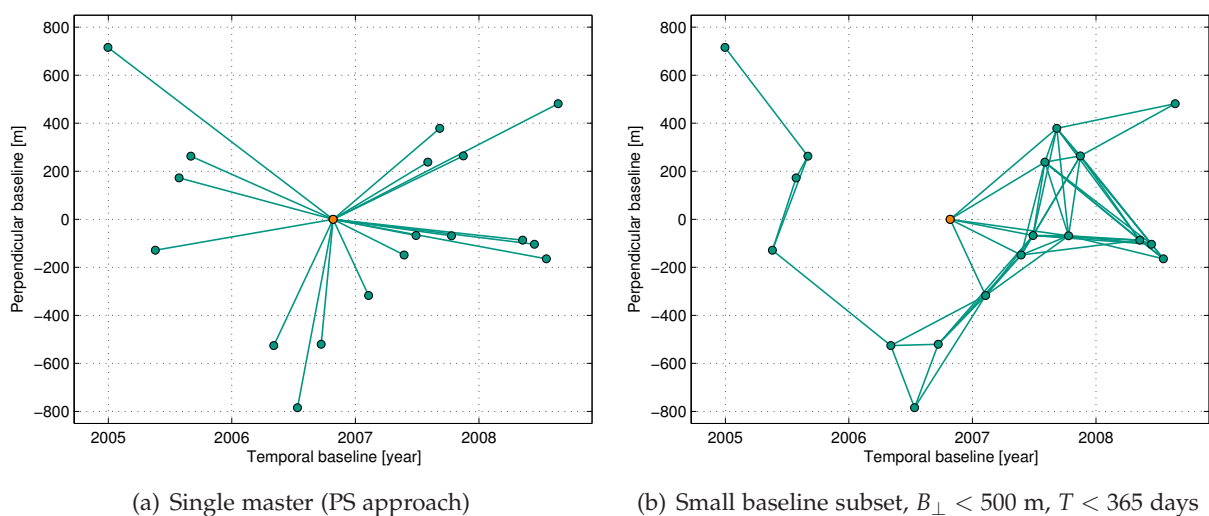 800
600
400
200
0
−200
−400
−600
−800
Perpendicular baseline [m]
2005 2006 2007 2008
Temporal baseline [year]
(a) Single master (PS approach)
800
600
400
200
0
−200
−400
−600
−800
Perpendicular baseline [m]
2005 2006 2007 2008
Temporal baseline [year]
(b) Small baseline subset, B⊥ < 500 m, T < 365 days